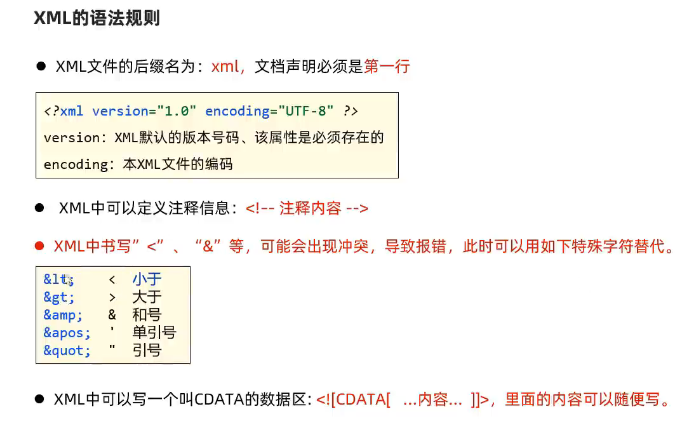 XML的语法规则
● XML文件的后缀名为：xml，文档声明必须是第一行
<?xml version="1.0" encoding="UTF-8" ?>
version：XML默认的版本号码、该属性是必须存在的
encoding：本XML文件的编码
● XML中可以定义注释信息：<!-- 注释内容 -->
● XML中书写”<”、“&”等，可能会出现冲突，导致报错，此时可以用如下特殊字符替代。
&lt; < 小于
&gt; > 大于
&amp; & 和号
&apos; ' 单引号
&quot; " 引号
● XML中可以写一个叫CDATA的数据区: <![CDATA[ …内容… ]]>，里面的内容可以随便写。